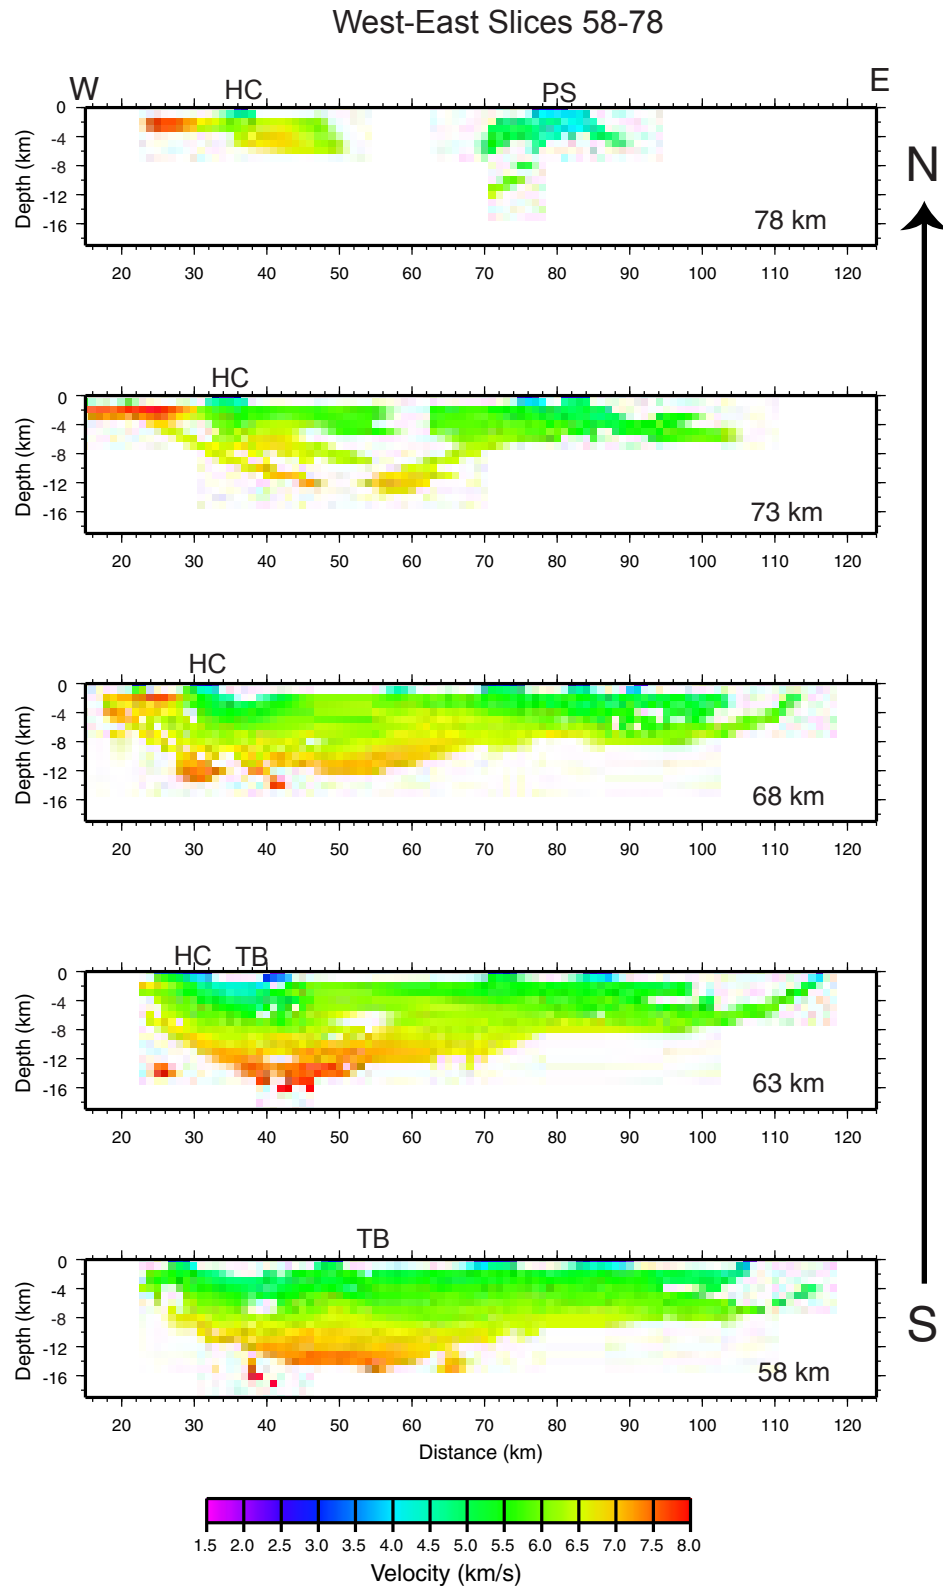 West-East Slices 58-78
W HC PS E
0
-4
-8
-12
-16
Depth (km)
78 km
20 30 40 50 60 70 80 90 100 110 120
N
HC
0
-4
-8
-12
-16
Depth (km)
73 km
20 30 40 50 60 70 80 90 100 110 120
HC
0
-4
-8
-12
-16
Depth (km)
68 km
20 30 40 50 60 70 80 90 100 110 120
HC TB
0
-4
-8
-12
-16
Depth (km)
63 km
20 30 40 50 60 70 80 90 100 110 120
TB
0
-4
-8
-12
-16
Depth (km)
58 km
S
20 30 40 50 60 70 80 90 100 110 120
Distance (km)
1.5 2.0 2.5 3.0 3.5 4.0 4.5 5.0 5.5 6.0 6.5 7.0 7.5 8.0
Velocity (km/s)